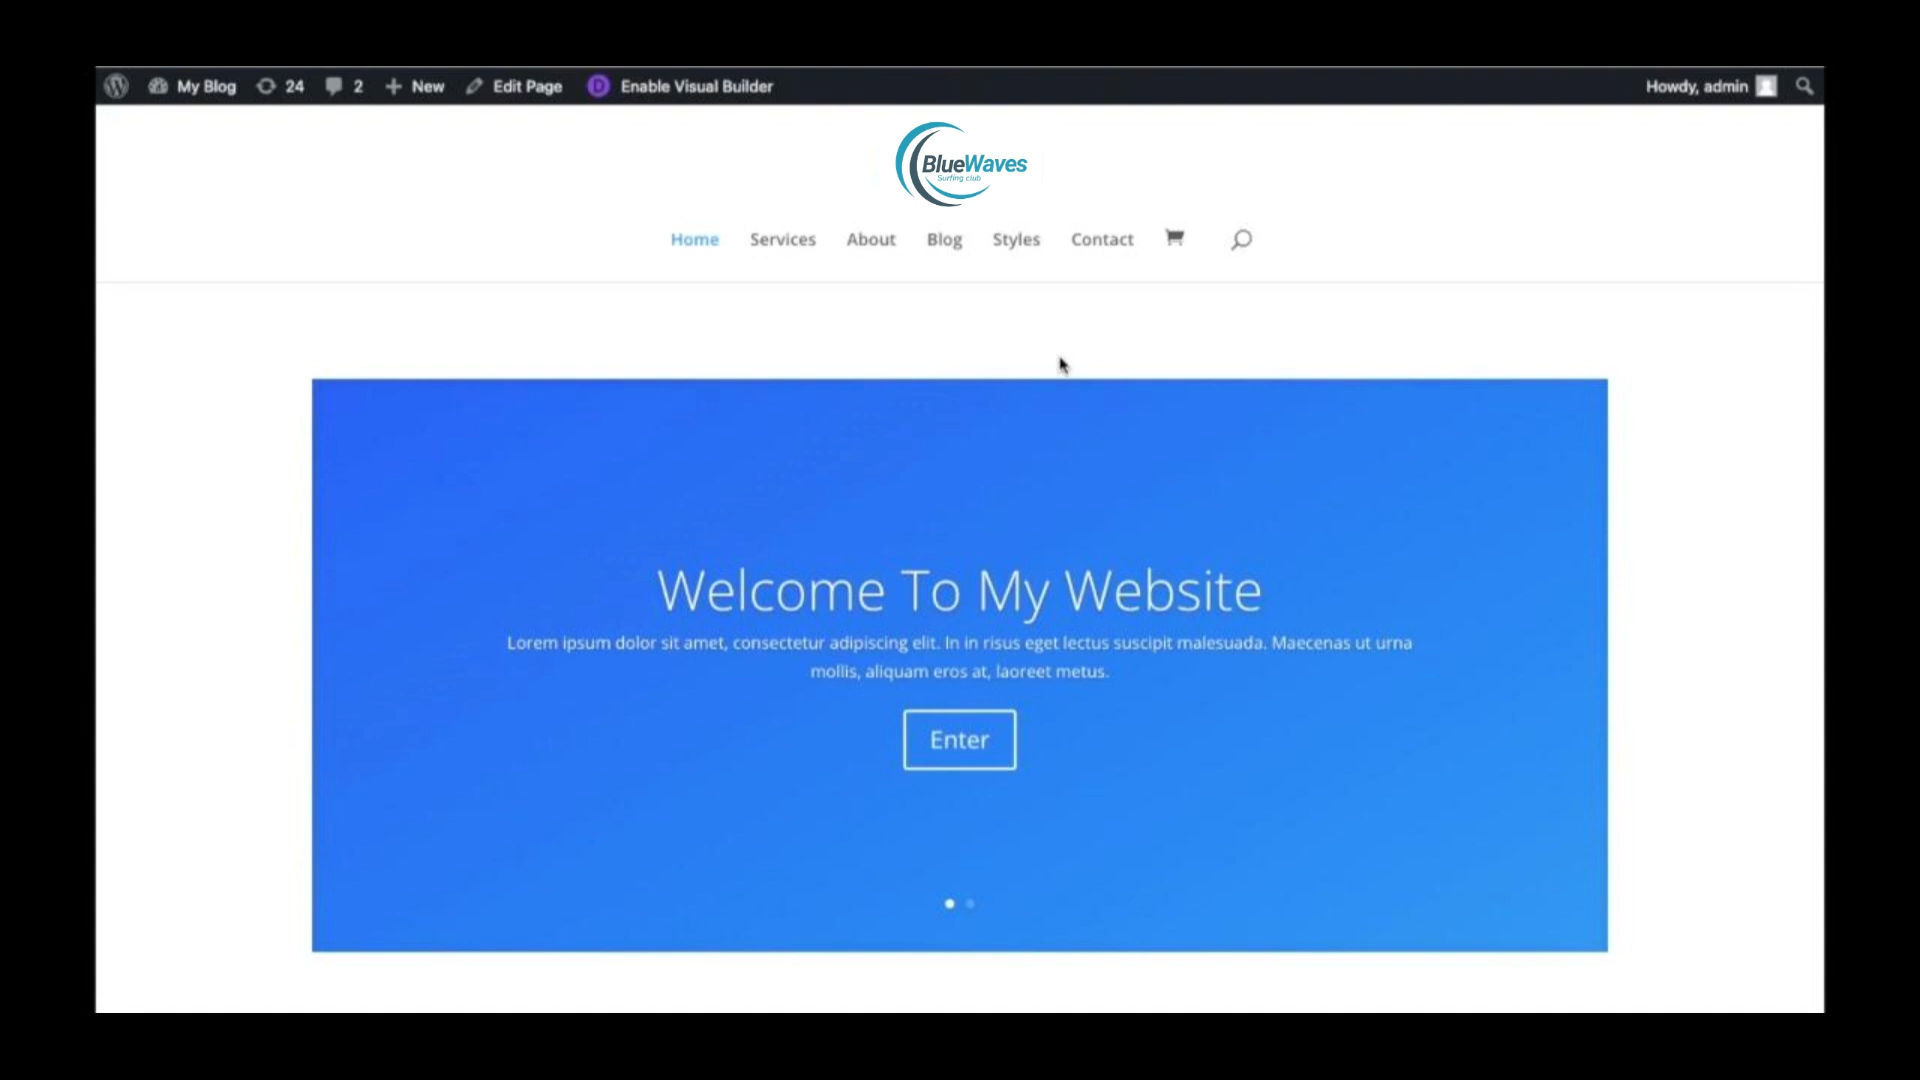 My Blog 24 2 New Edit Page Enable Visual Builder Howdy, admin
BlueWaves
Surfing club
Home Services About Blog Styles Contact
Welcome To My Website
Lorem ipsum dolor sit amet, consectetur adipiscing elit. In in risus eget lectus suscipit malesuada. Maecenas ut urna
mollis, aliquam eros at, laoreet metus.
Enter